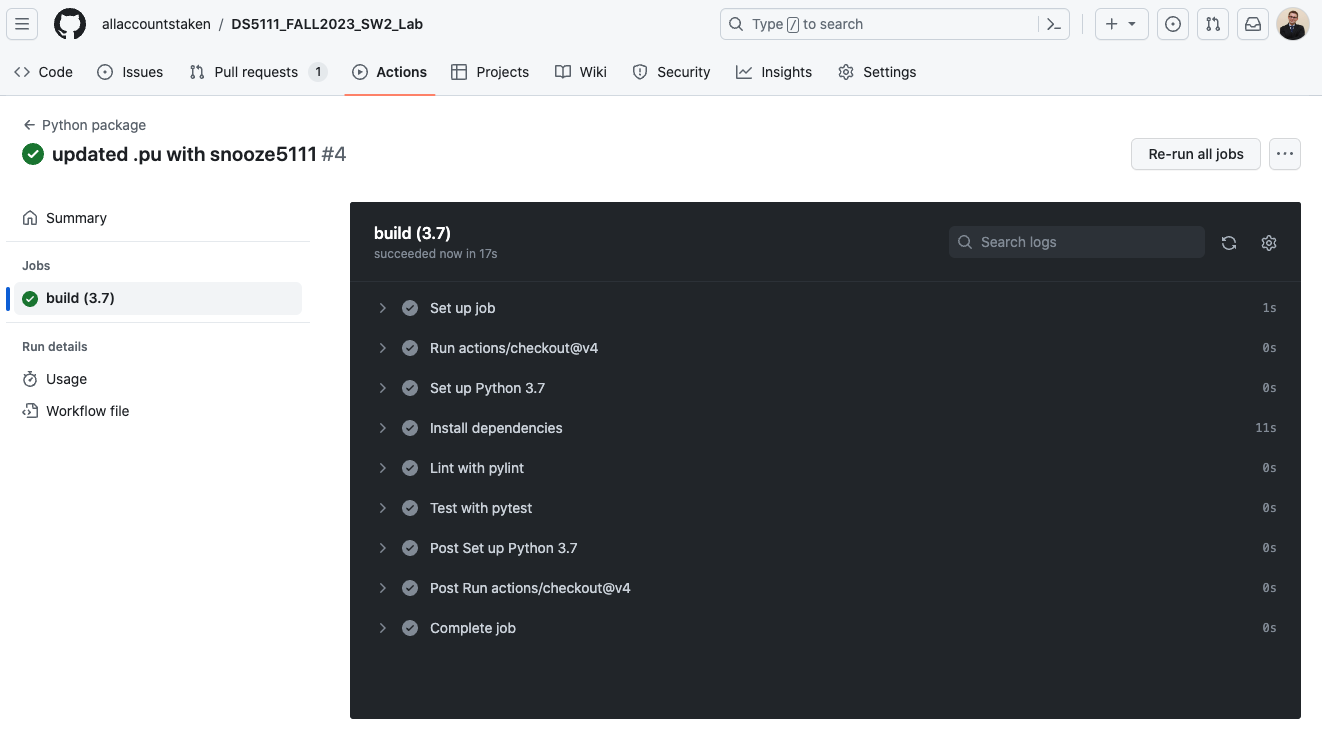 allaccountstaken / DS5111_FALL2023_SW2_Lab
Type / to search
Code
Issues
Pull requests 1
Actions
Projects
Wiki
Security
Insights
Settings
Python package
updated .pu with snooze5111 #4
Re-run all jobs
Summary
Jobs
build (3.7)
Run details
Usage
Workflow file
build (3.7)
succeeded now in 17s
Search logs
Set up job 1s
Run actions/checkout@v4 0s
Set up Python 3.7 0s
Install dependencies 11s
Lint with pylint 0s
Test with pytest 0s
Post Set up Python 3.7 0s
Post Run actions/checkout@v4 0s
Complete job 0s